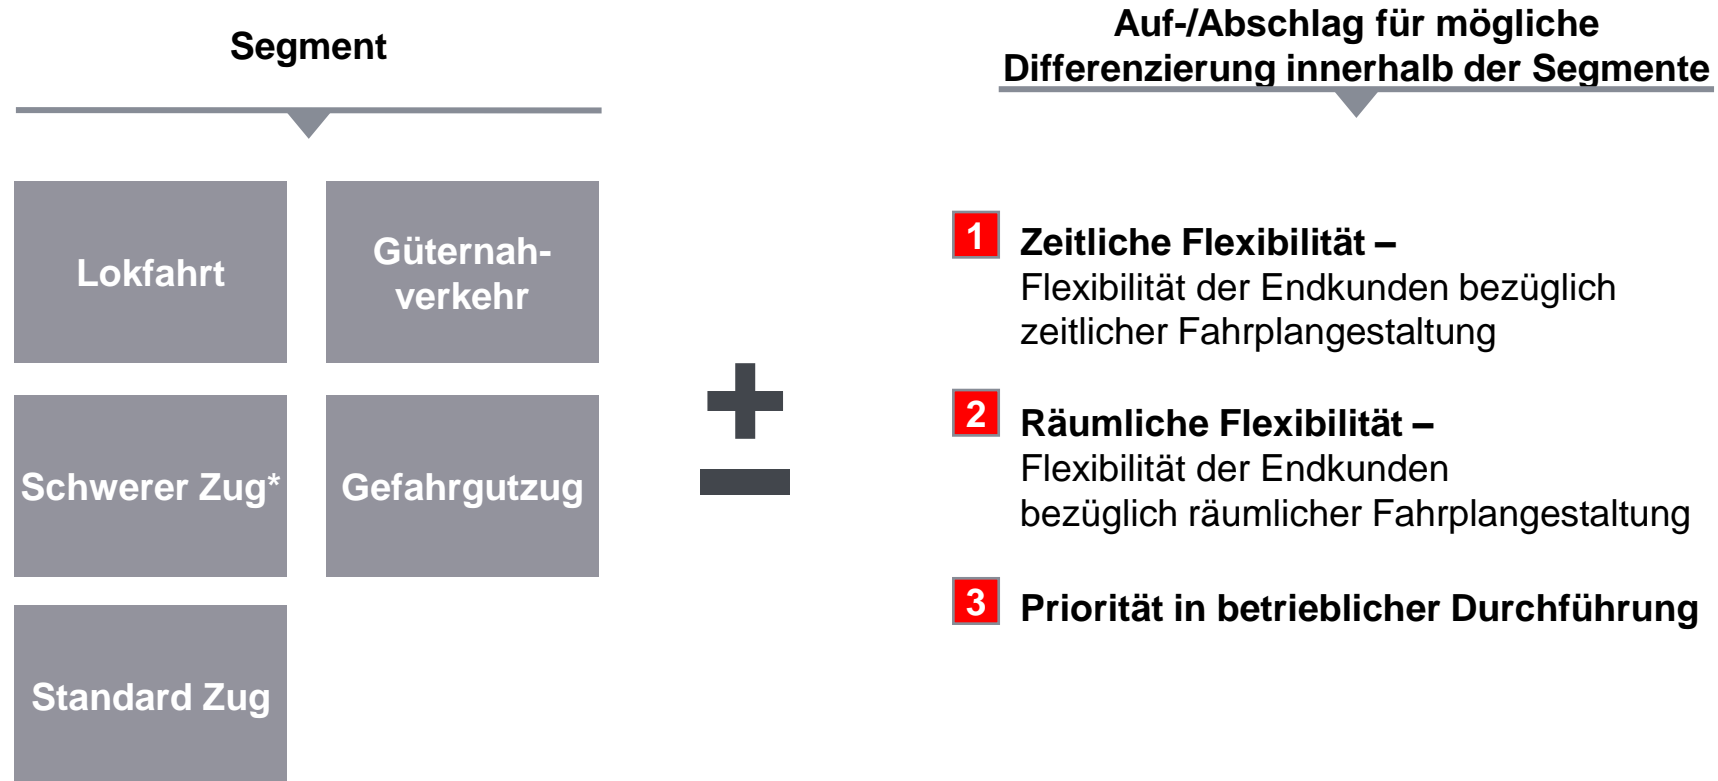 Segment
Lokfahrt
Güternah-
verkehr
Schwerer Zug*
Gefahrgutzug
Standard Zug
Auf-/Abschlag für mögliche
Differenzierung innerhalb der Segmente
1 Zeitliche Flexibilität –
Flexibilität der Endkunden bezüglich
zeitlicher Fahrplangestaltung
2 Räumliche Flexibilität –
Flexibilität der Endkunden
bezüglich räumlicher Fahrplangestaltung
3 Priorität in betrieblicher Durchführung